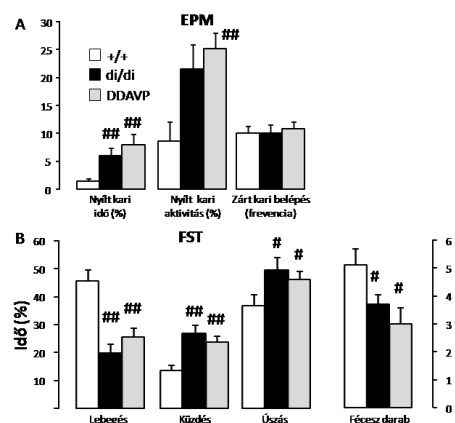 A
EPM
30
25
20
15
10
5
0
+/+
di/di
DDAVP
##
##
##
Nyílt kari
idő (%)
Nyílt kari
aktivitás (%)
Zárt kari belépés
(frevencia)
B
FST
Idő (%)
60
50
40
30
20
10
##
##
##
##
#
#
#
#
6
5
4
3
2
1
0
Lebegés
Küzdés
Úszás
Fécesz darab